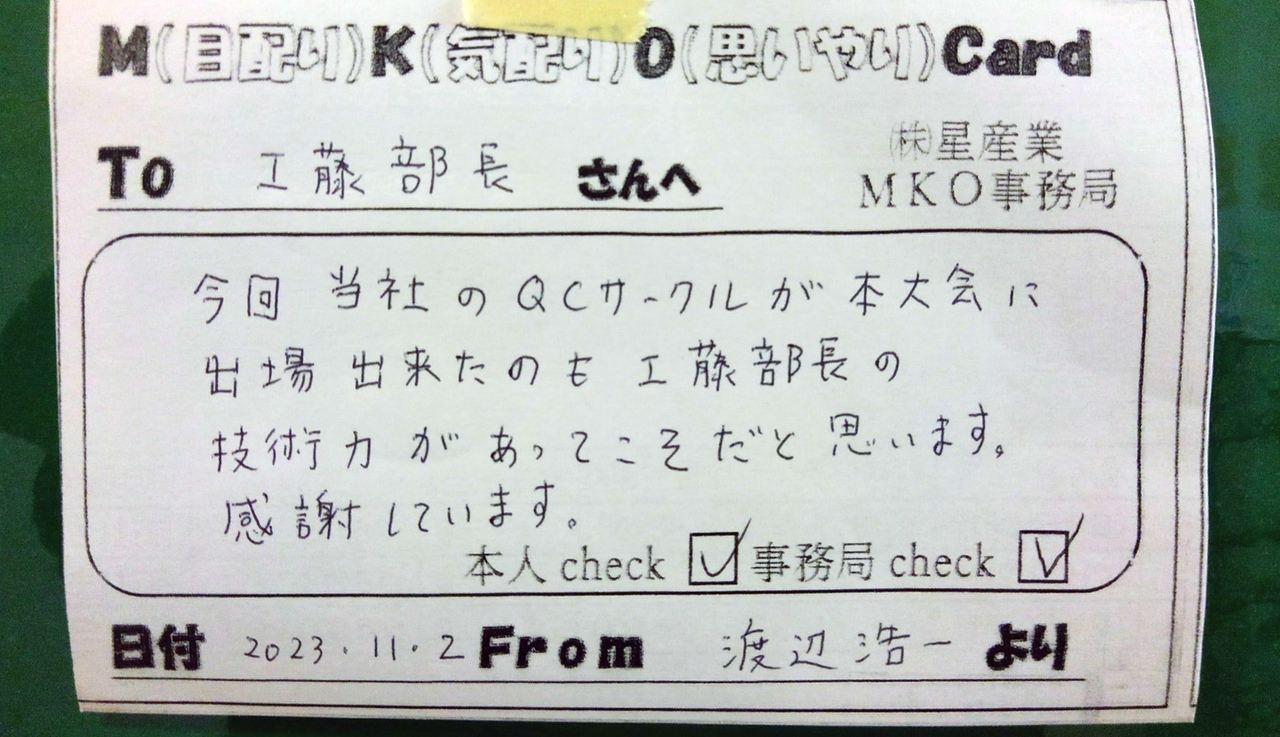 M(目配り)K(気配り)O(思いやり)Card
To 工藤部長 さんへ
㈱星産業
MKO事務局
今回 当社のQCサークルが本大会に
出場出来たのも 工藤部長の
技術力があってこそだと思います。
感謝しています。
本人check 事務局check
日付 2023.11.2 From 渡辺浩一 より